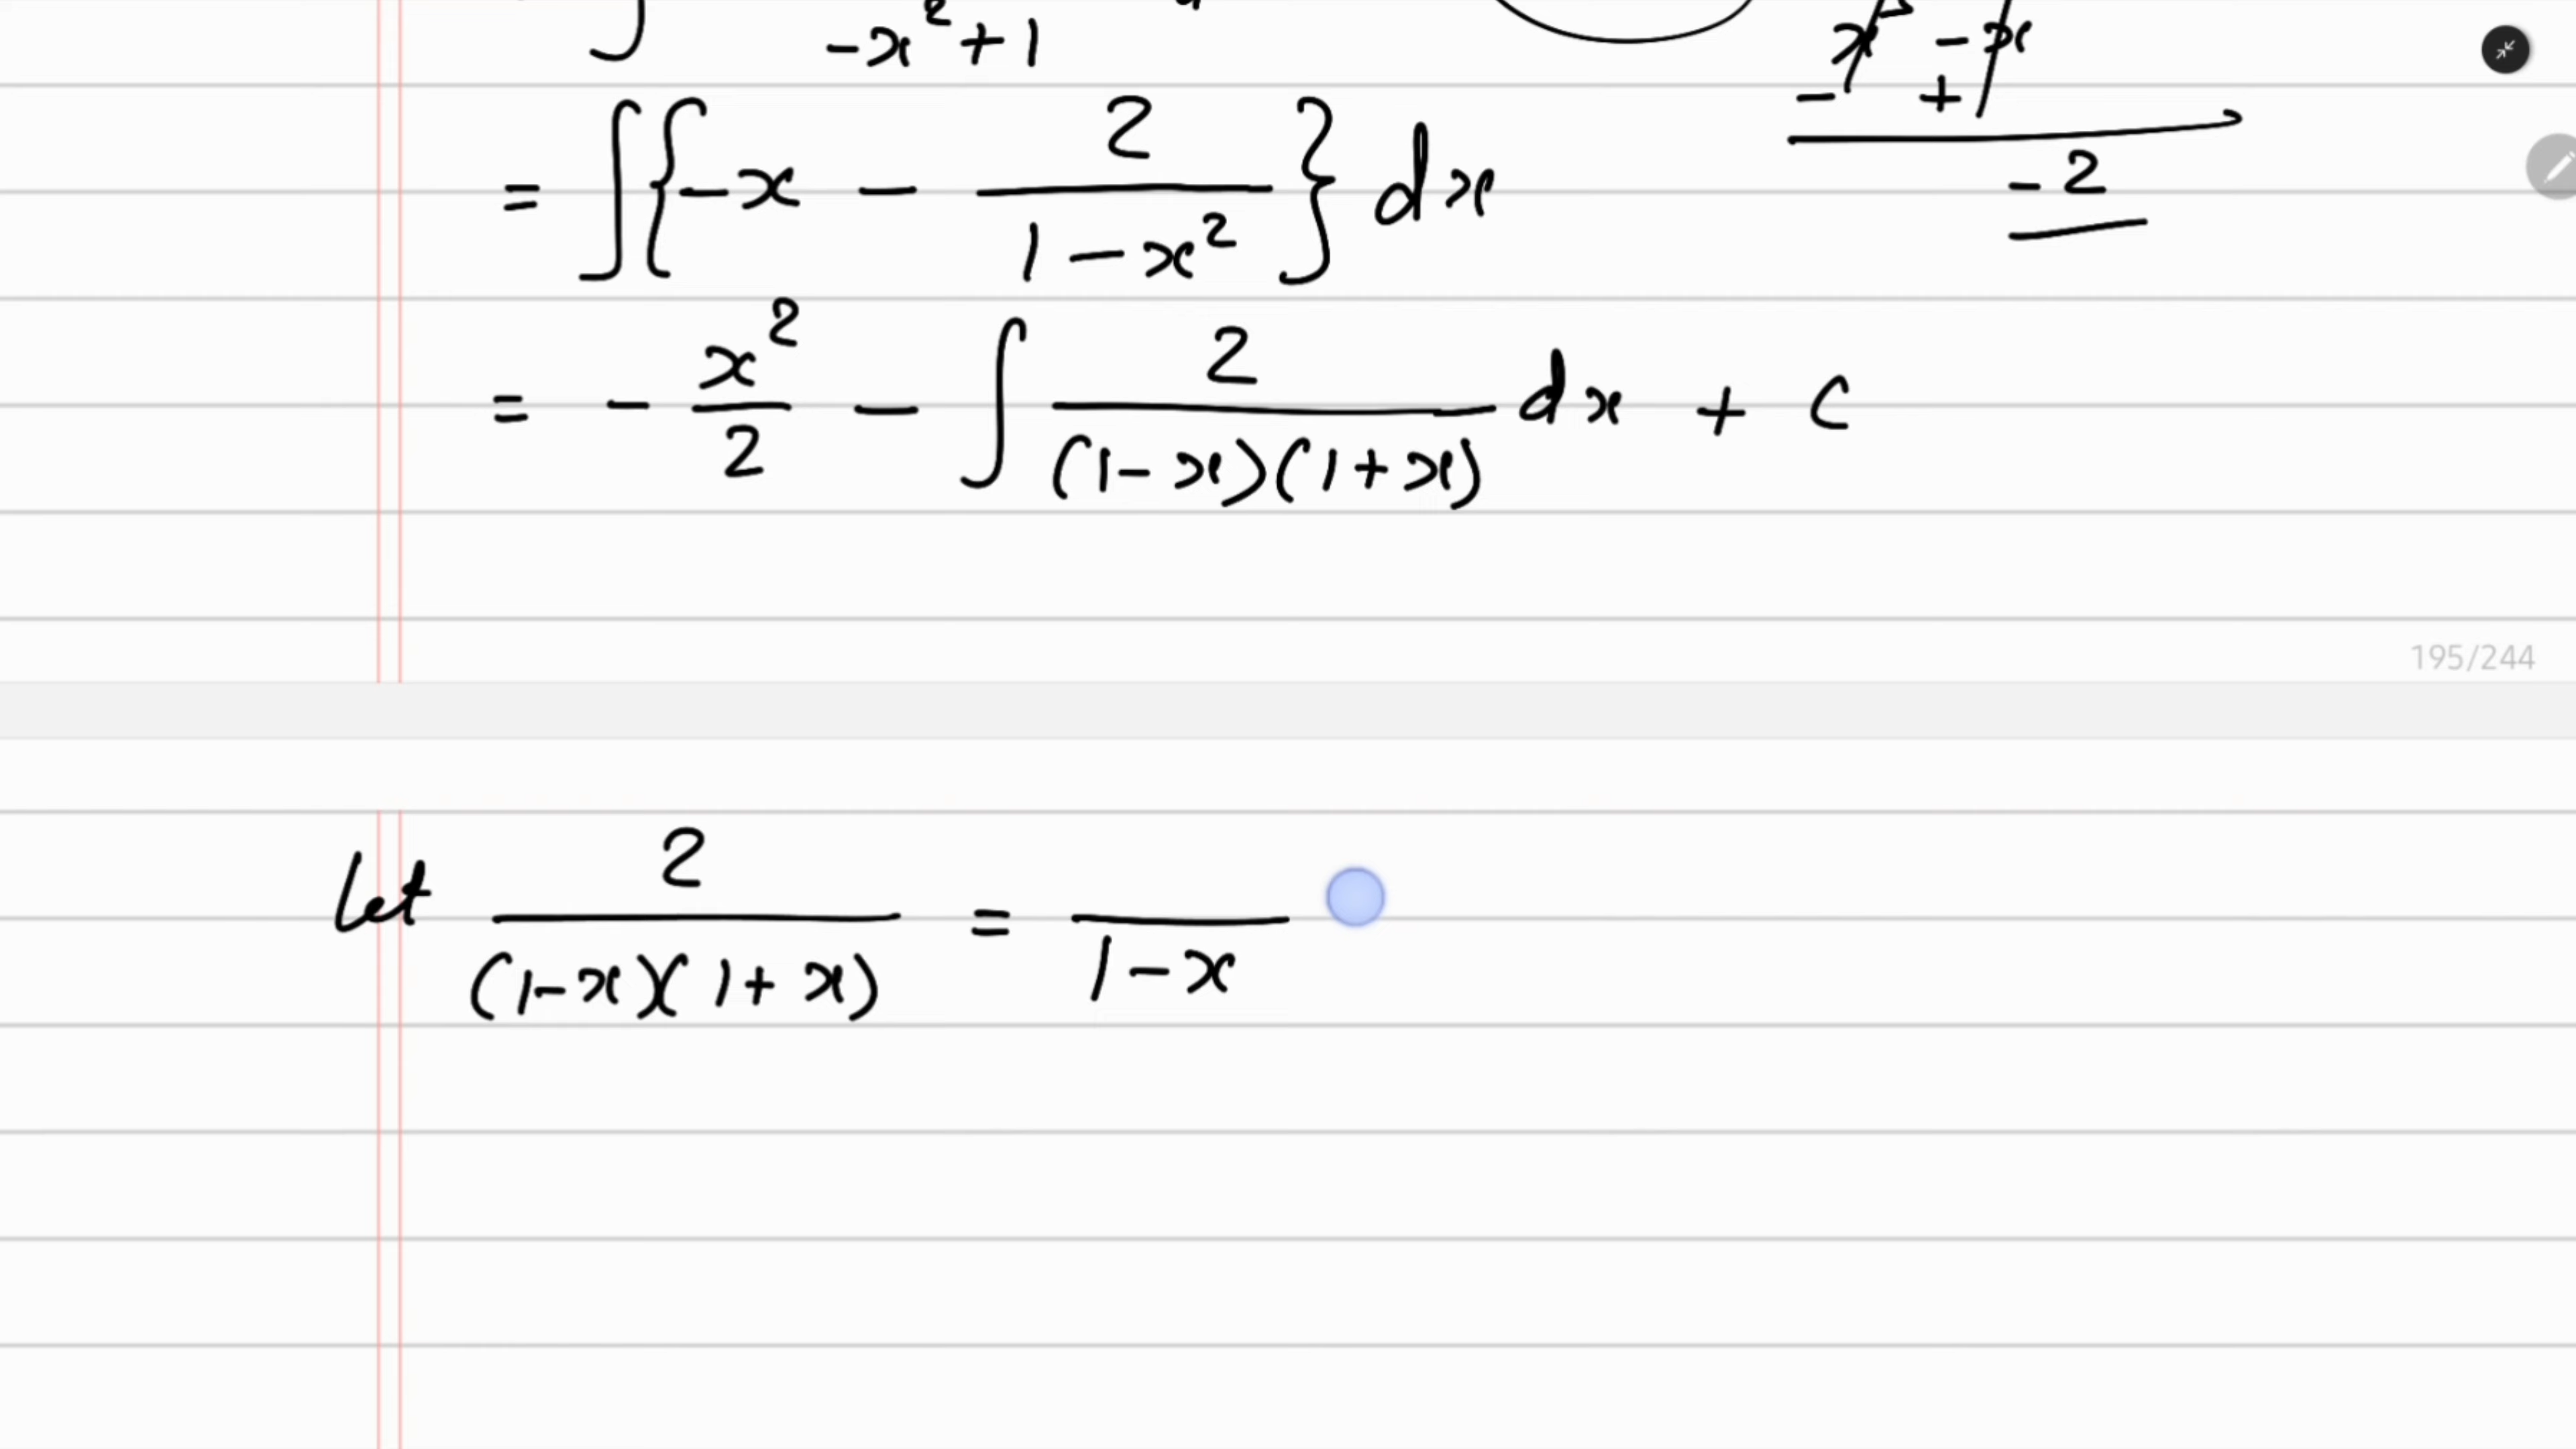 -x² + 1
x³ - x
- +
= ∫{-x - 2/(1-x²)} dx
-2
= - x²/2 - ∫ 2/((1-x)(1+x)) dx + C
195/244
Let 2/((1-x)(1+x)) = /(1-x)